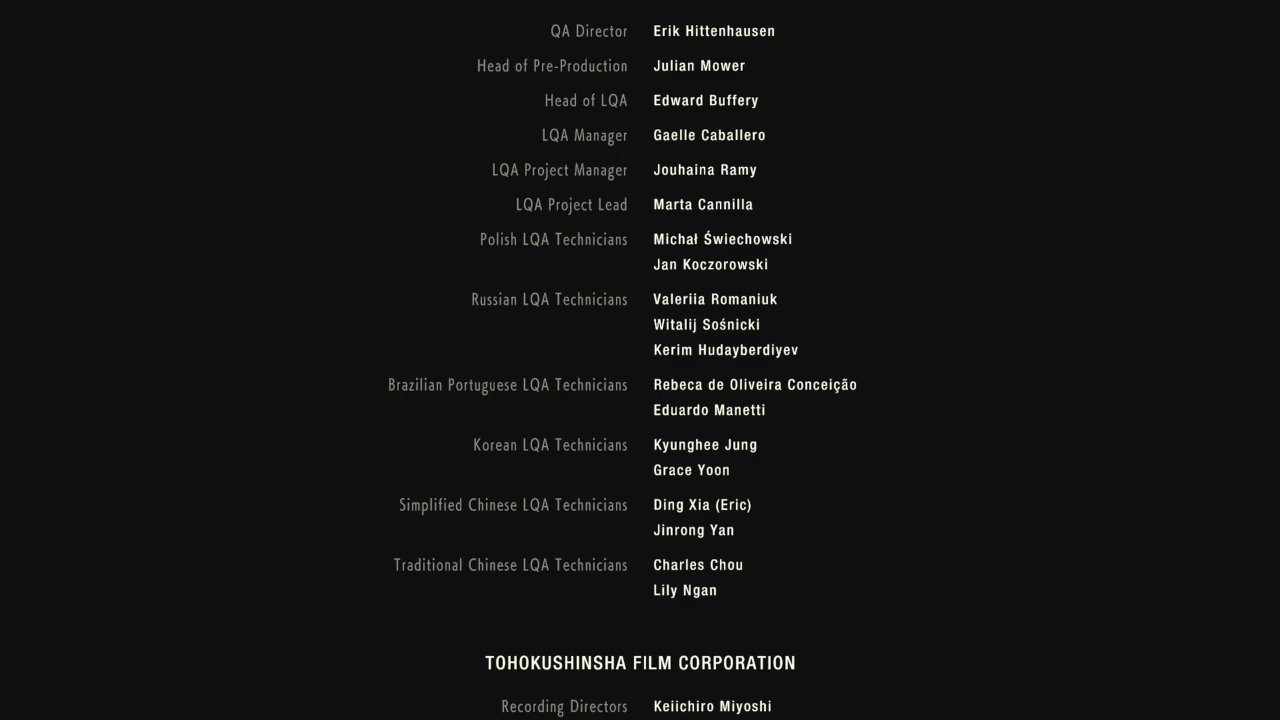 QA Director Erik Hittenhausen
Head of Pre-Production Julian Mower
Head of LQA Edward Buffery
LQA Manager Gaelle Caballero
LQA Project Manager Jouhaina Ramy
LQA Project Lead Marta Cannilla
Polish LQA Technicians Michał Świechowski
Jan Koczorowski
Russian LQA Technicians Valeriia Romaniuk
Witalij Sośnicki
Kerim Hudayberdiyev
Brazilian Portuguese LQA Technicians Rebeca de Oliveira Conceição
Eduardo Manetti
Korean LQA Technicians Kyunghee Jung
Grace Yoon
Simplified Chinese LQA Technicians Ding Xia (Eric)
Jinrong Yan
Traditional Chinese LQA Technicians Charles Chou
Lily Ngan
TOHOKUSHINSHA FILM CORPORATION
Recording Directors Keiichiro Miyoshi